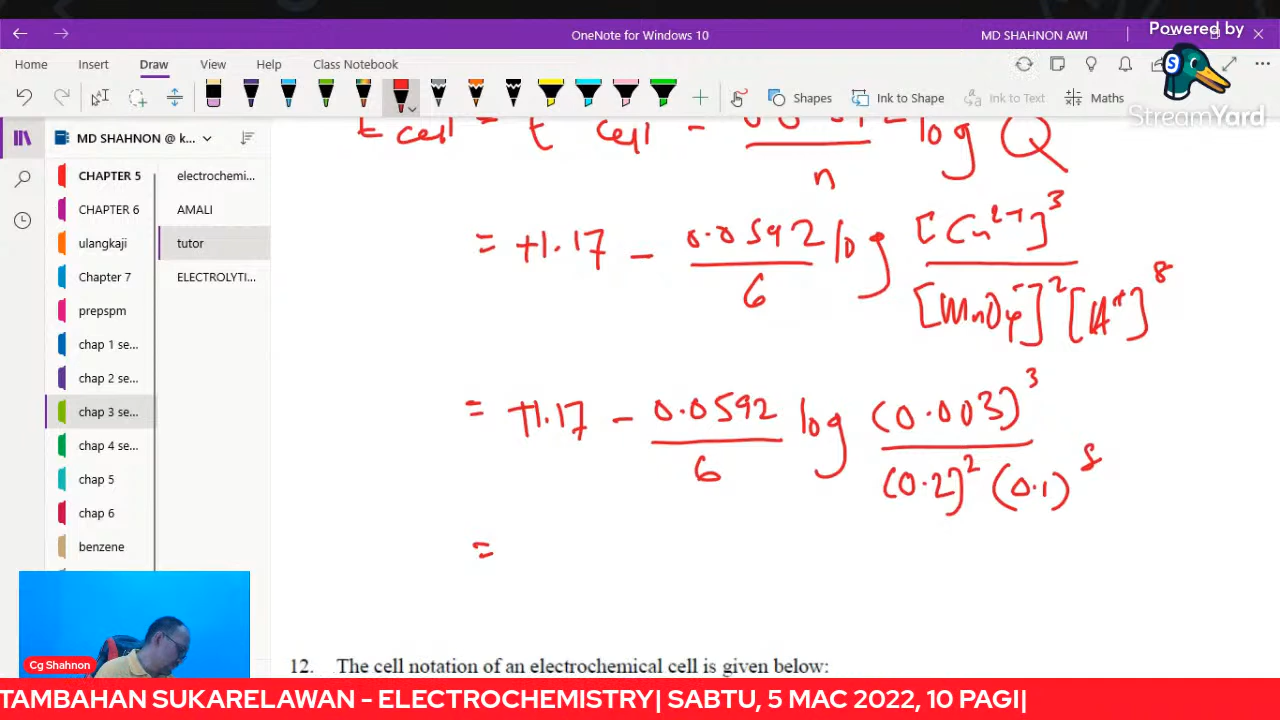 OneNote for Windows 10
MD SHAHNON AWI
Powered by
StreamYard
Home Insert Draw View Help Class Notebook
Shapes Ink to Shape Ink to Text Maths
MD SHAHNON @ k...
CHAPTER 5
CHAPTER 6
ulangkaji
Chapter 7
prepspm
chap 1 se...
chap 2 se...
chap 3 se...
chap 4 se...
chap 5
chap 6
benzene
electrochemi...
AMALI
tutor
ELECTROLYTI...
E cell = E° cell - 0.0592/n log Q
= +1.17 - 0.0592/6 log [Cu²⁺]³/[MnO₄⁻]²[H⁺]⁸
= +1.17 - 0.0592/6 log (0.003)³/(0.2)²(0.1)⁸
=
12. The cell notation of an electrochemical cell is given below:
Cg Shahnon
TAMBAHAN SUKARELAWAN - ELECTROCHEMISTRY| SABTU, 5 MAC 2022, 10 PAGI|